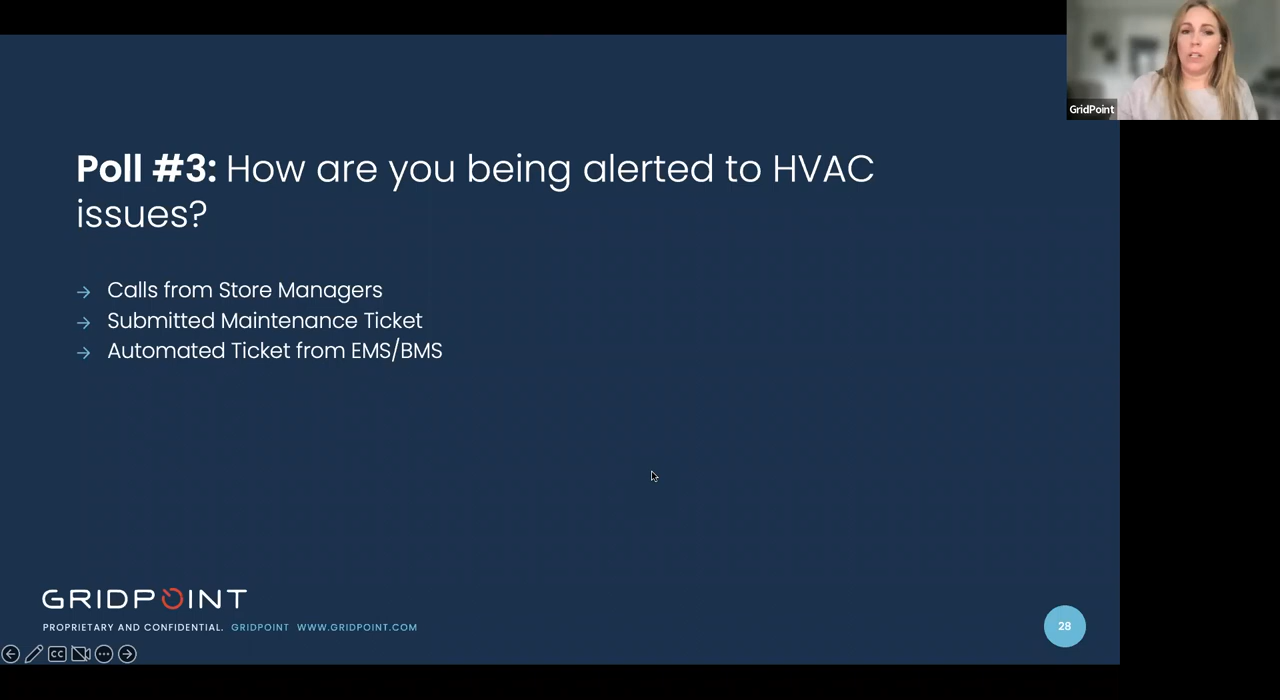 GridPoint
Poll #3: How are you being alerted to HVAC
issues?
→ Calls from Store Managers
→ Submitted Maintenance Ticket
→ Automated Ticket from EMS/BMS
GRIDPOINT
PROPRIETARY AND CONFIDENTIAL. GRIDPOINT WWW.GRIDPOINT.COM
28
CC